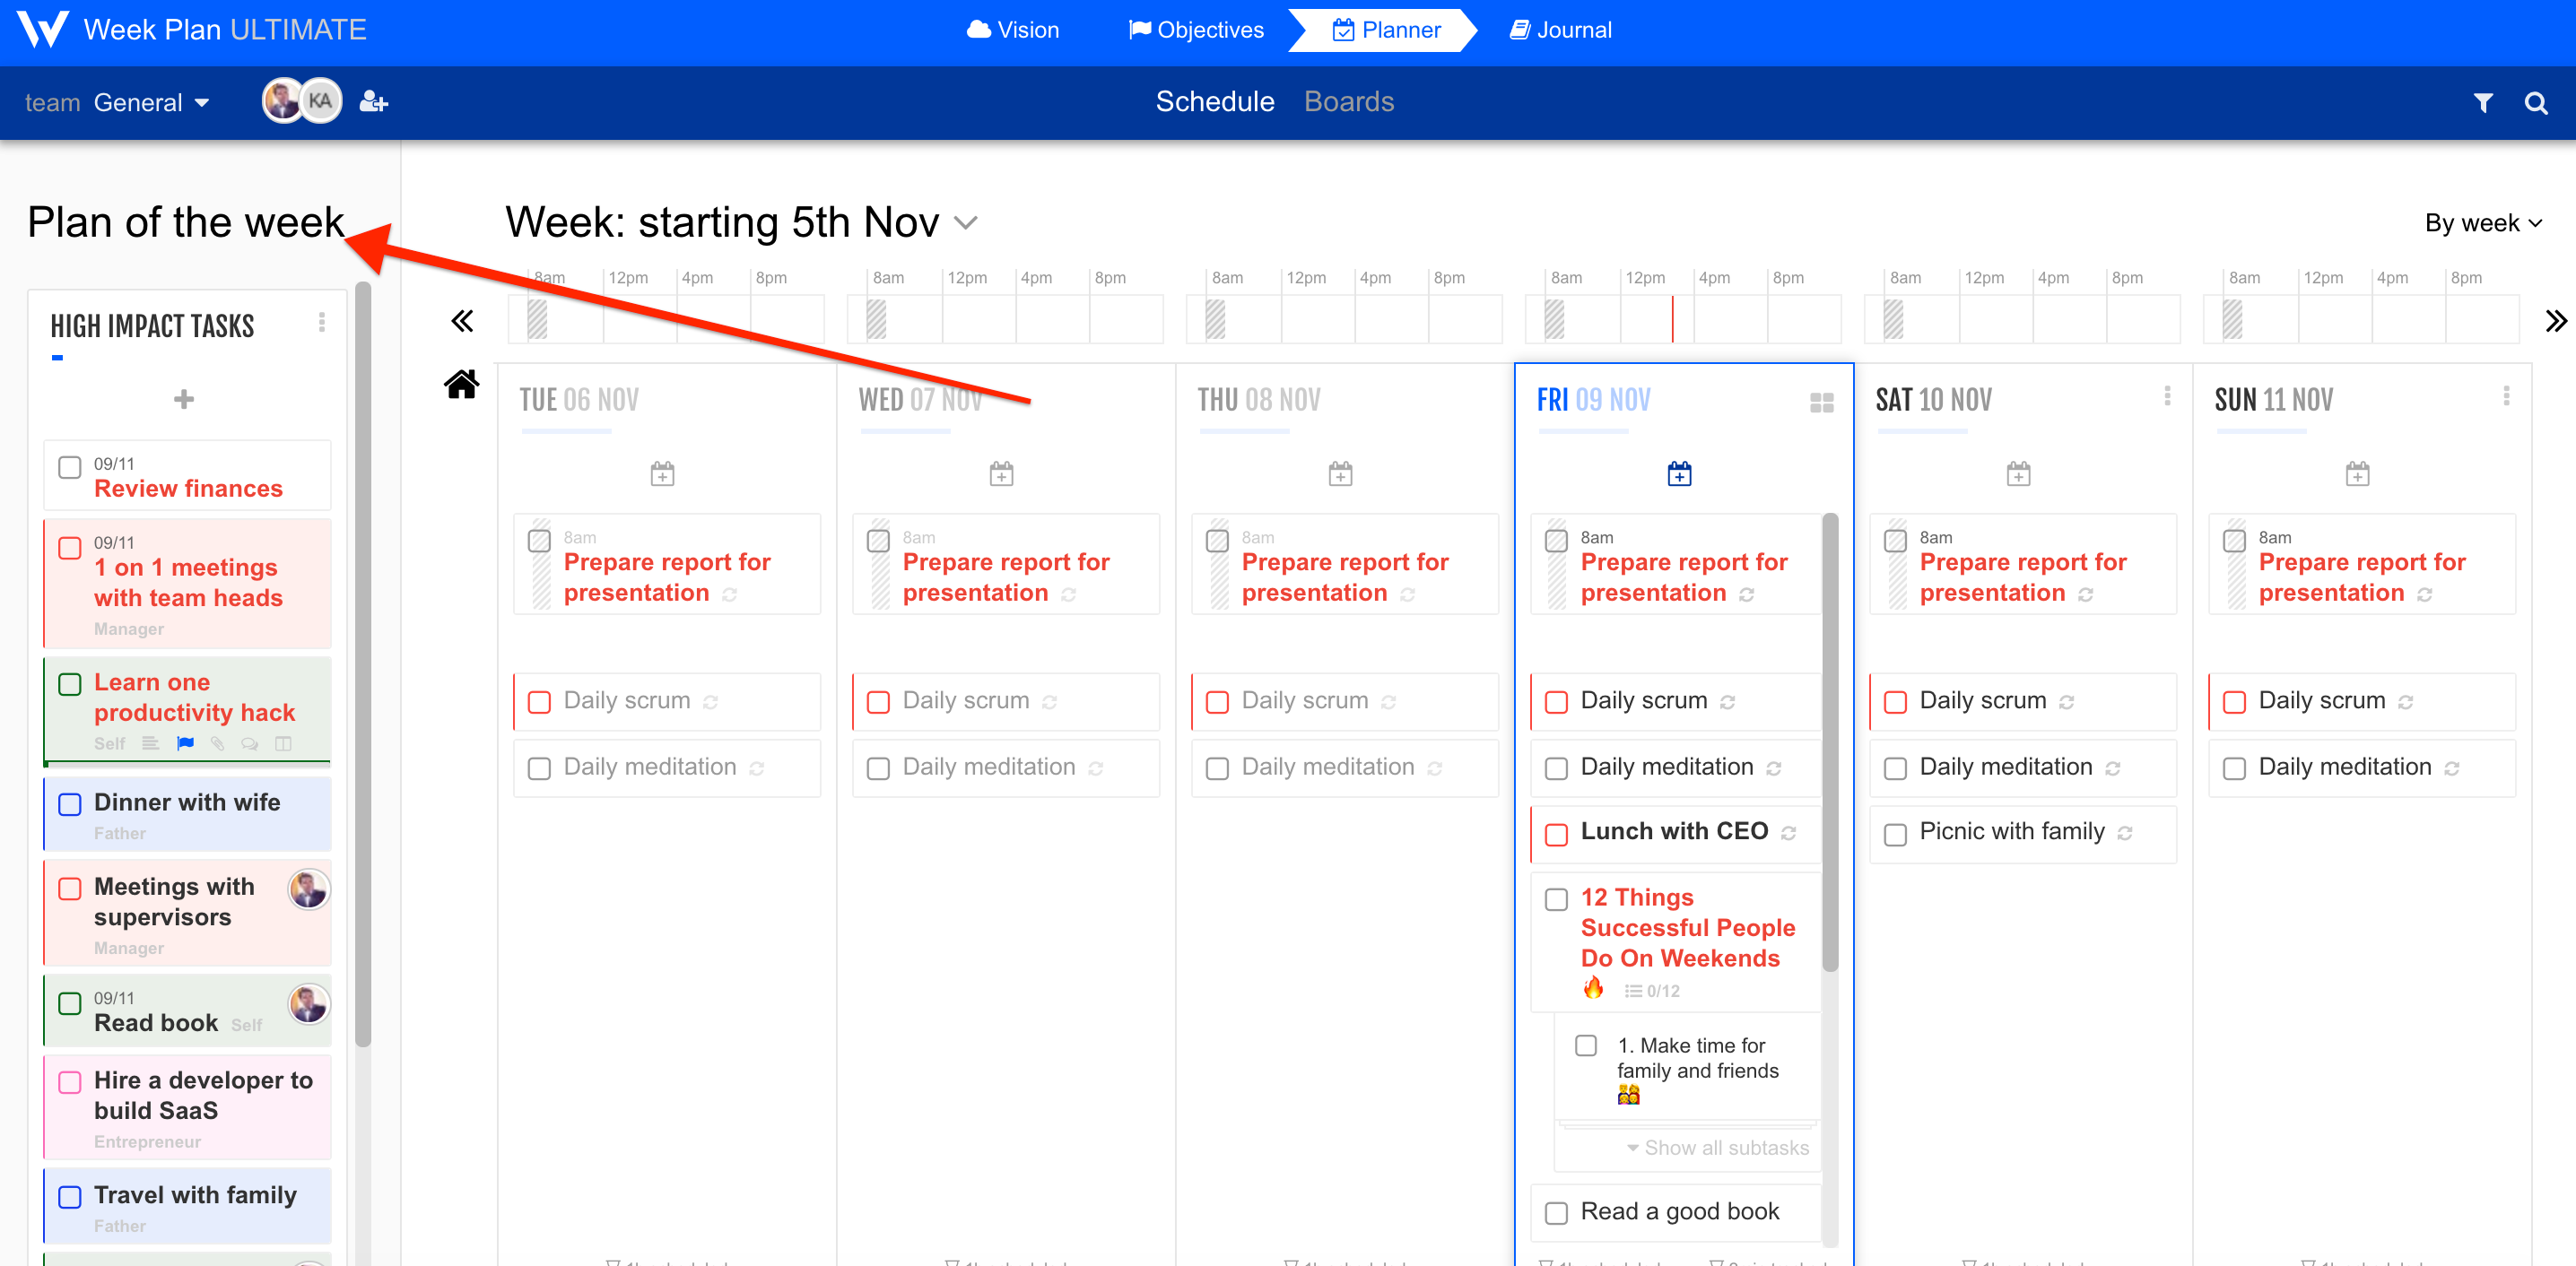 Week Plan ULTIMATE
Vision
Objectives
Planner
Journal
team General
KA
Schedule
Boards
Plan of the week
Week: starting 5th Nov
By week
8am 12pm 4pm 8pm
8am 12pm 4pm 8pm
8am 12pm 4pm 8pm
8am 12pm 4pm 8pm
8am 12pm 4pm 8pm
8am 12pm 4pm 8pm
HIGH IMPACT TASKS
09/11
Review finances
09/11
1 on 1 meetings
with team heads
Manager
Learn one
productivity hack
Self
Dinner with wife
Father
Meetings with
supervisors
Manager
09/11
Read book Self
Hire a developer to
build SaaS
Entrepreneur
Travel with family
Father
TUE 06 NOV
8am
Prepare report for
presentation
Daily scrum
Daily meditation
WED 07 NOV
8am
Prepare report for
presentation
Daily scrum
Daily meditation
THU 08 NOV
8am
Prepare report for
presentation
Daily scrum
Daily meditation
FRI 09 NOV
8am
Prepare report for
presentation
Daily scrum
Daily meditation
Lunch with CEO
12 Things
Successful People
Do On Weekends
🔥 0/12
1. Make time for
family and friends
Show all subtasks
Read a good book
SAT 10 NOV
8am
Prepare report for
presentation
Daily scrum
Daily meditation
Picnic with family
SUN 11 NOV
8am
Prepare report for
presentation
Daily scrum
Daily meditation